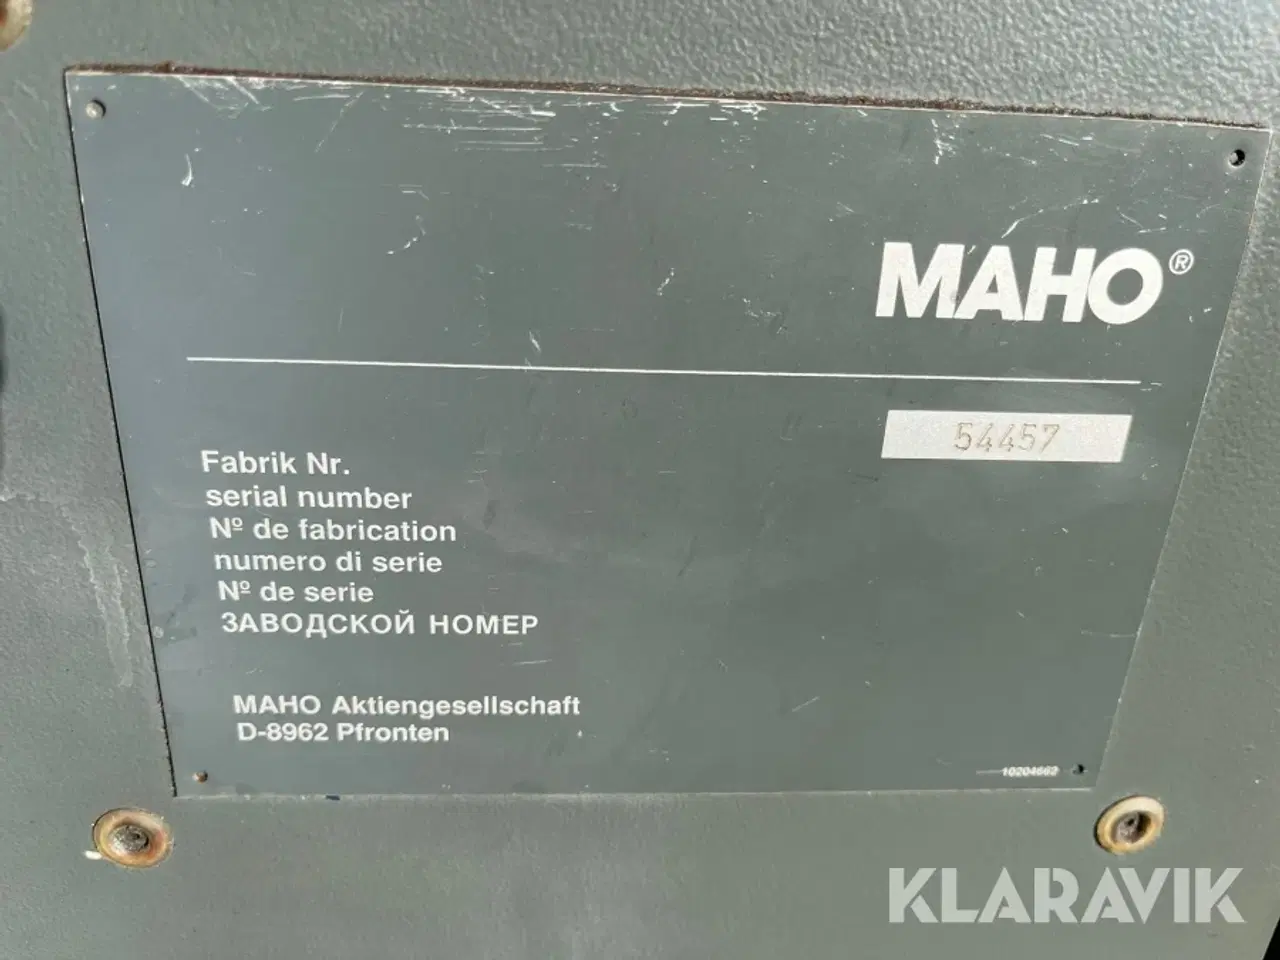 MAHO®
54457
Fabrik Nr.
serial number
Nº de fabrication
numero di serie
Nº de serie
ЗАВОДСКОЙ НОМЕР
MAHO Aktiengesellschaft
D-8962 Pfronten
10204662
KLARAVIK